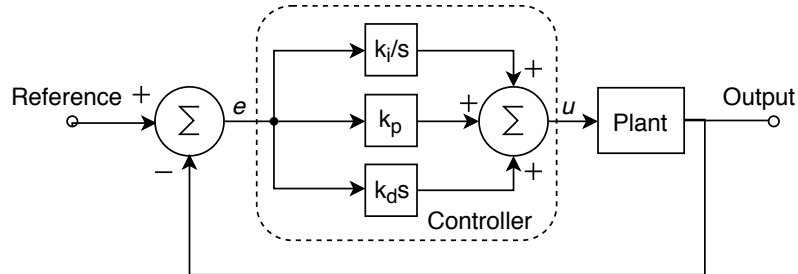 k_i/s
+
Reference
+
Σ
e
k_p
+
Σ
u
Plant
Output
−
k_ds
+
Controller